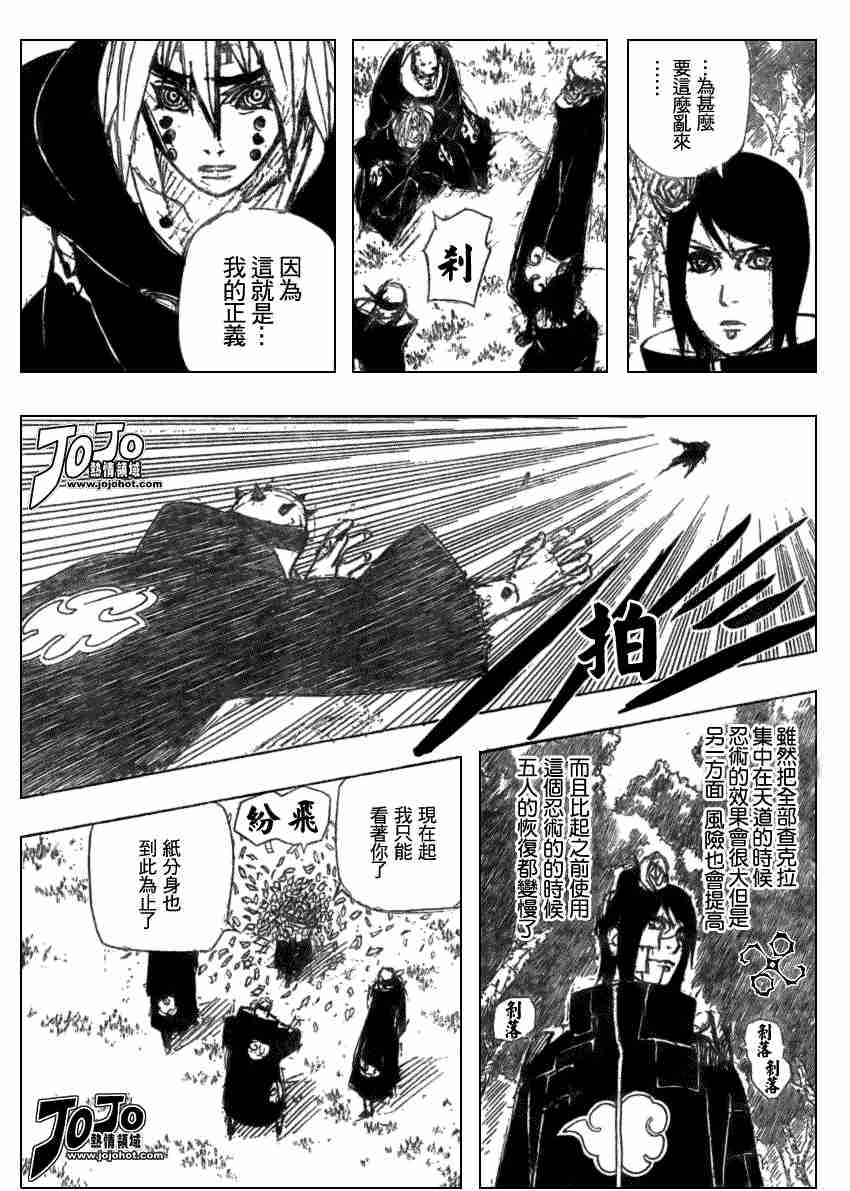 …為甚麼
要這麼亂來
……
剎
因為
這就是…
我的正義
JOJO
熱情領域
www.jojohot.com
拍
雖然把全部查克拉
集中在天道的時候
忍術的效果會很大但是
另一方面 風險也會提高
而且比起之前使用
這個忍術的的時候
五人的恢復都變慢了
剝落
剝落
剝落
現在起
我只能
看著你了
紛飛
紙分身也
到此為止了
JOJO
熱情領域
www.jojohot.com